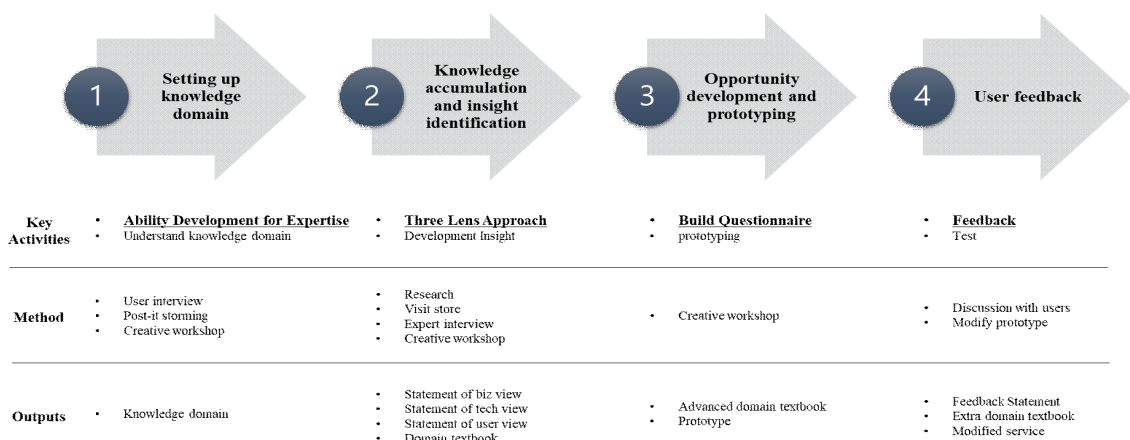 1
Setting up
knowledge
domain
2
Knowledge
accumulation
and insight
identification
3
Opportunity
development and
prototyping
4
User feedback
Key
Activities
• Ability Development for Expertise
• Understand knowledge domain
• Three Lens Approach
• Development Insight
• Build Questionnaire
• prototyping
• Feedback
• Test
Method
• User interview
• Post-it storming
• Creative workshop
• Research
• Visit store
• Expert interview
• Creative workshop
• Creative workshop
• Discussion with users
• Modify prototype
Outputs
• Knowledge domain
• Statement of biz view
• Statement of tech view
• Statement of user view
• Domain textbook
• Advanced domain textbook
• Prototype
• Feedback Statement
• Extra domain textbook
• Modified service